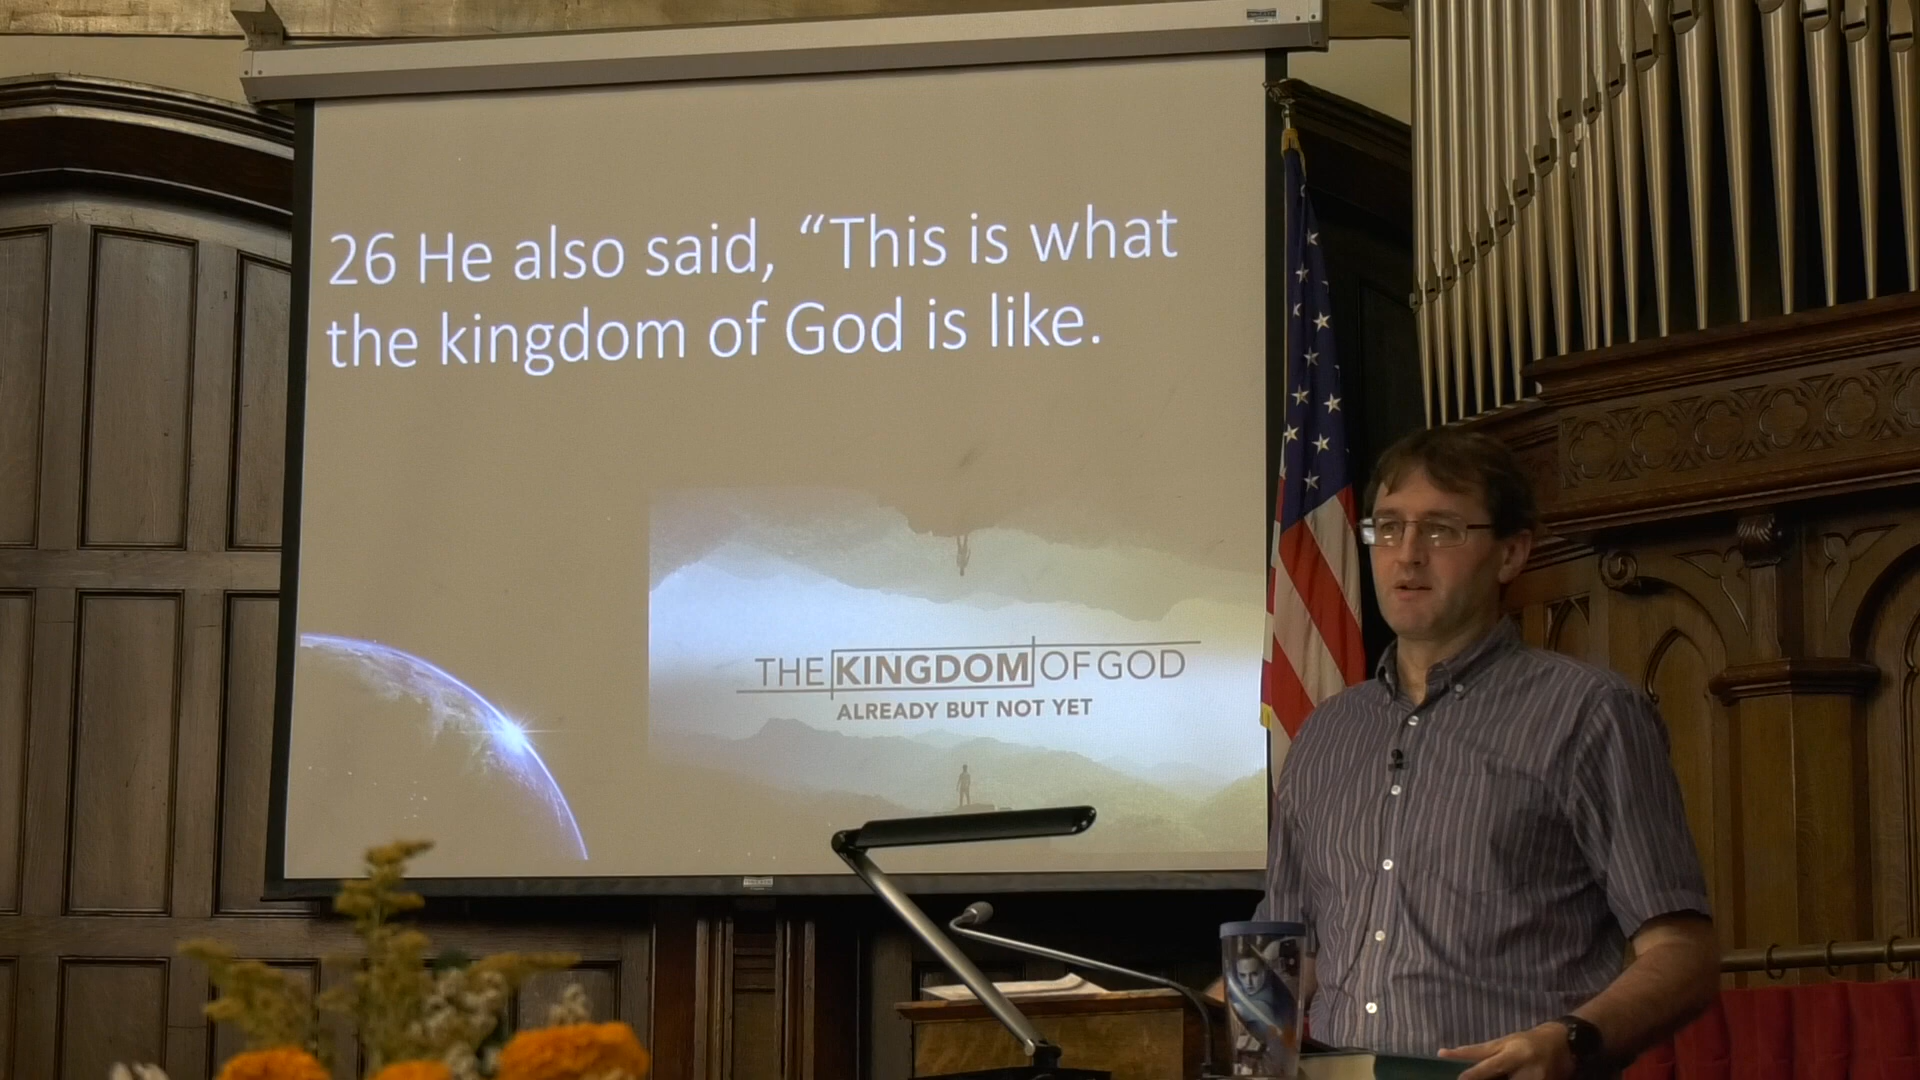 26 He also said, “This is what
the kingdom of God is like.
THE KINGDOM OF GOD
ALREADY BUT NOT YET